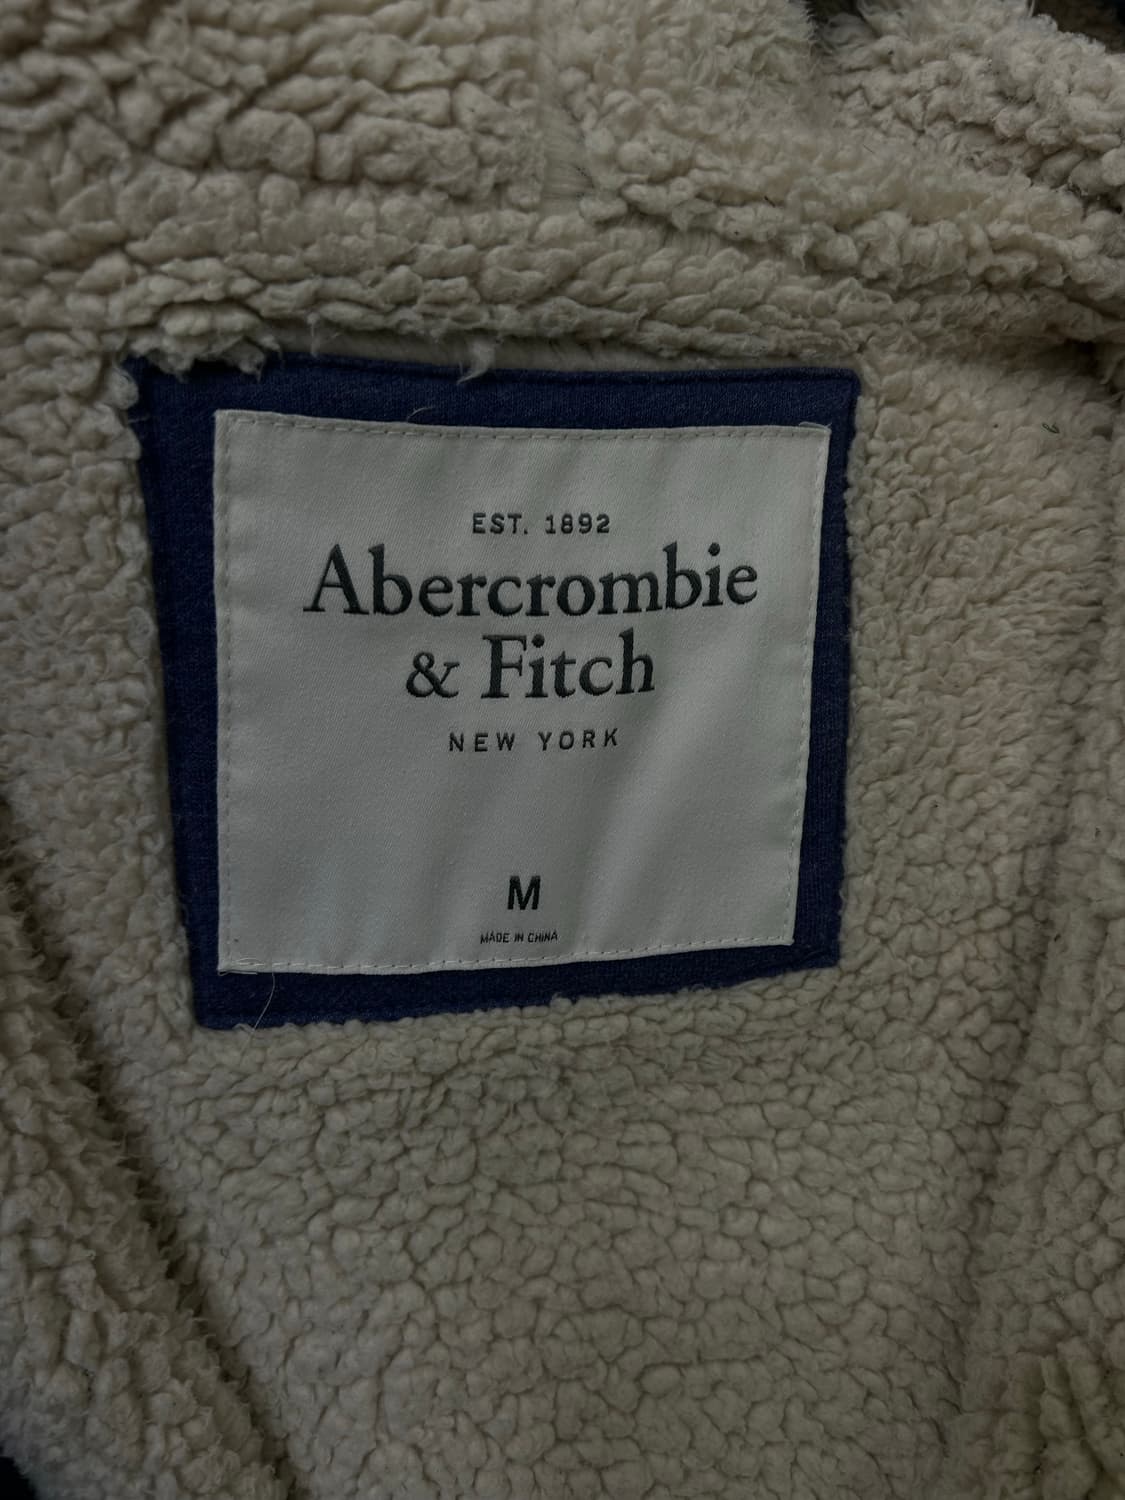 EST. 1892
Abercrombie
& Fitch
NEW YORK
M
MADE IN CHINA